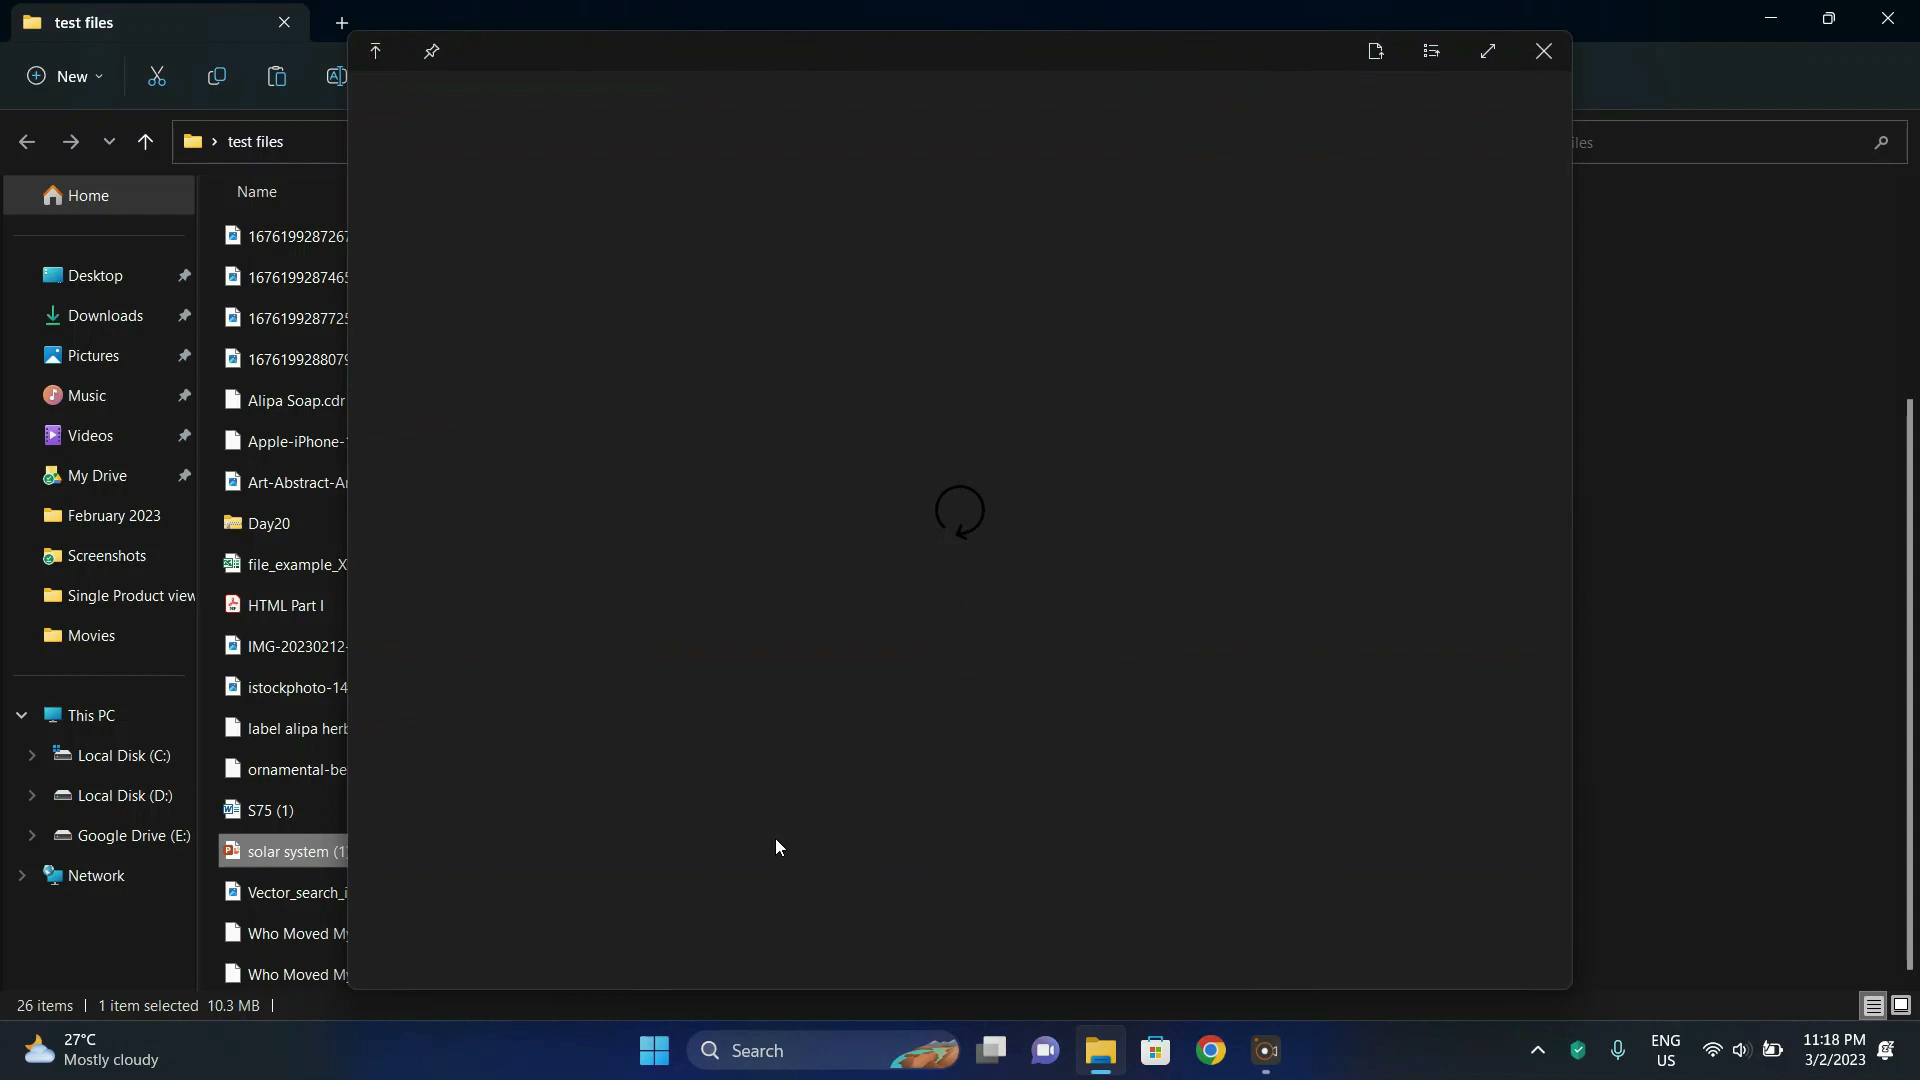 test files
New
test files
iles
Home
Desktop
Downloads
Pictures
Music
Videos
My Drive
February 2023
Screenshots
Single Product view
Movies
This PC
Local Disk (C:)
Local Disk (D:)
Google Drive (E:)
Network
Name
1676199287267
1676199287465
1676199287725
1676199288079
Alipa Soap.cdr
Apple-iPhone-
Art-Abstract-Ar
Day20
file_example_X
HTML Part I
IMG-20230212-
istockphoto-14
label alipa herb
ornamental-be
S75 (1)
solar system (1)
Vector_search_i
Who Moved My
Who Moved My
26 items
1 item selected 10.3 MB
27°C
Mostly cloudy
Search
ENG
US
11:18 PM
3/2/2023